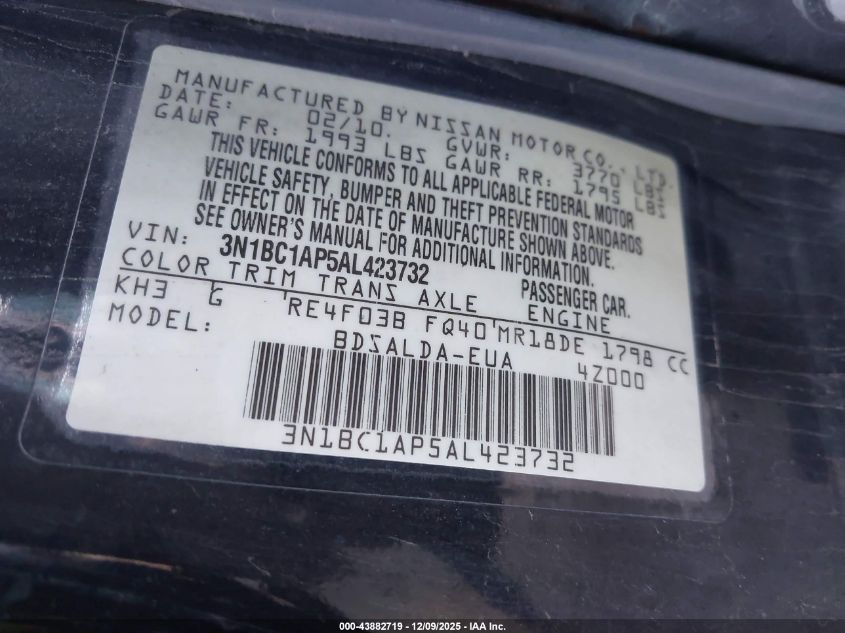 MANUFACTURED BY NISSAN MOTOR CO., LTD.
DATE: 02/10. GVWR: 3770 LBS
GAWR FR: 1993 LBS GAWR RR: 1795 LBS
THIS VEHICLE CONFORMS TO ALL APPLICABLE FEDERAL MOTOR
VEHICLE SAFETY, BUMPER AND THEFT PREVENTION STANDARDS
IN EFFECT ON THE DATE OF MANUFACTURE SHOWN ABOVE.
SEE OWNER'S MANUAL FOR ADDITIONAL INFORMATION.
VIN: 3N1BC1AP5AL423732 PASSENGER CAR.
COLOR TRIM TRANS AXLE ENGINE
KH3 G RE4F03B FQ40 MR18DE 1798 CC
MODEL: BDSALDA-EUA 4Z000
3N1BC1AP5AL423732
000-43882719 - 12/09/2025 - IAA Inc.